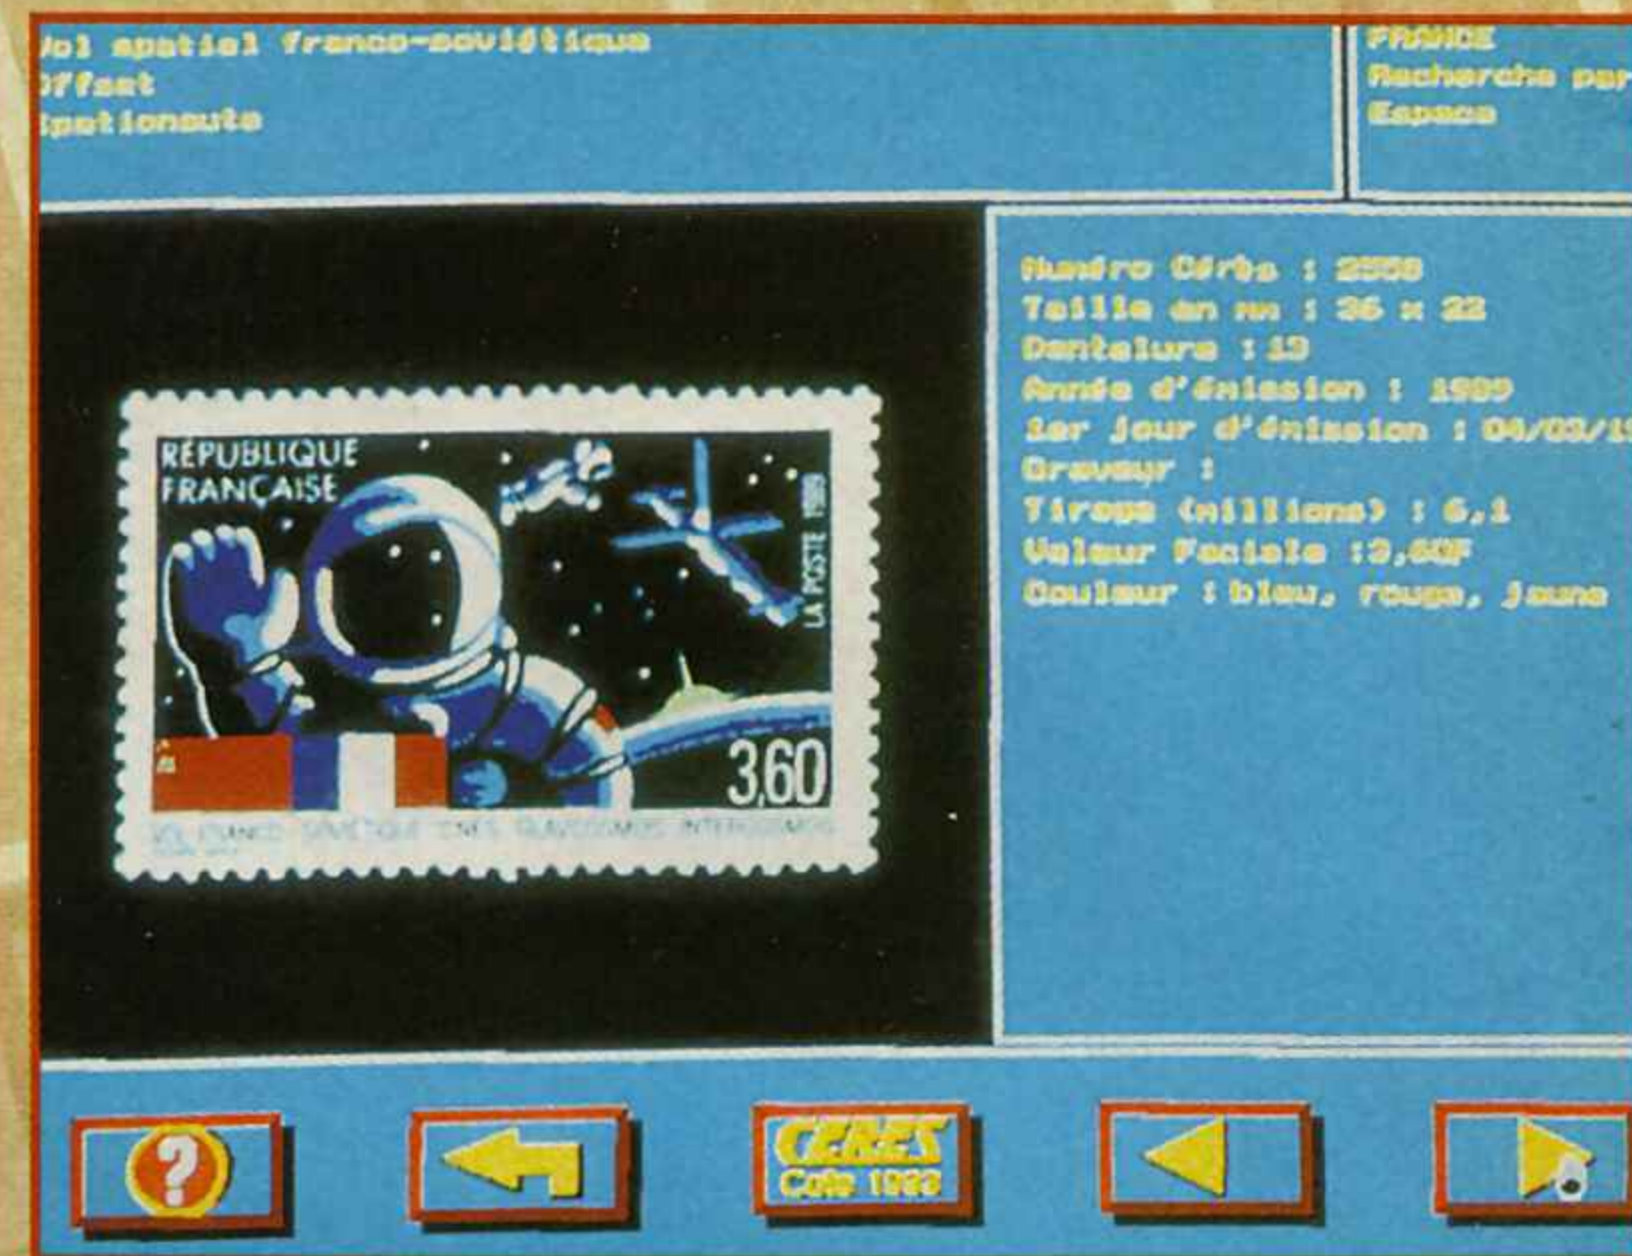 Vol spatial franco-soviétique
Offset
Spationaute
FRANCE
Recherche par
Espace
Numéro Cérès : 2558
Taille en mm : 36 x 22
Dentelure : 13
Année d'émission : 1989
1er jour d'émission : 04/03/19
Graveur :
Tirage (millions) : 6,1
Valeur Faciale :3,60F
Couleur : bleu, rouge, jaune
RÉPUBLIQUE
FRANÇAISE
LA POSTE 1989
3,60
?
CERES
Cote 1993